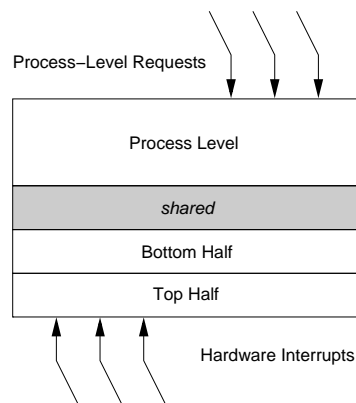 Process–Level Requests
Process Level
shared
Bottom Half
Top Half
Hardware Interrupts